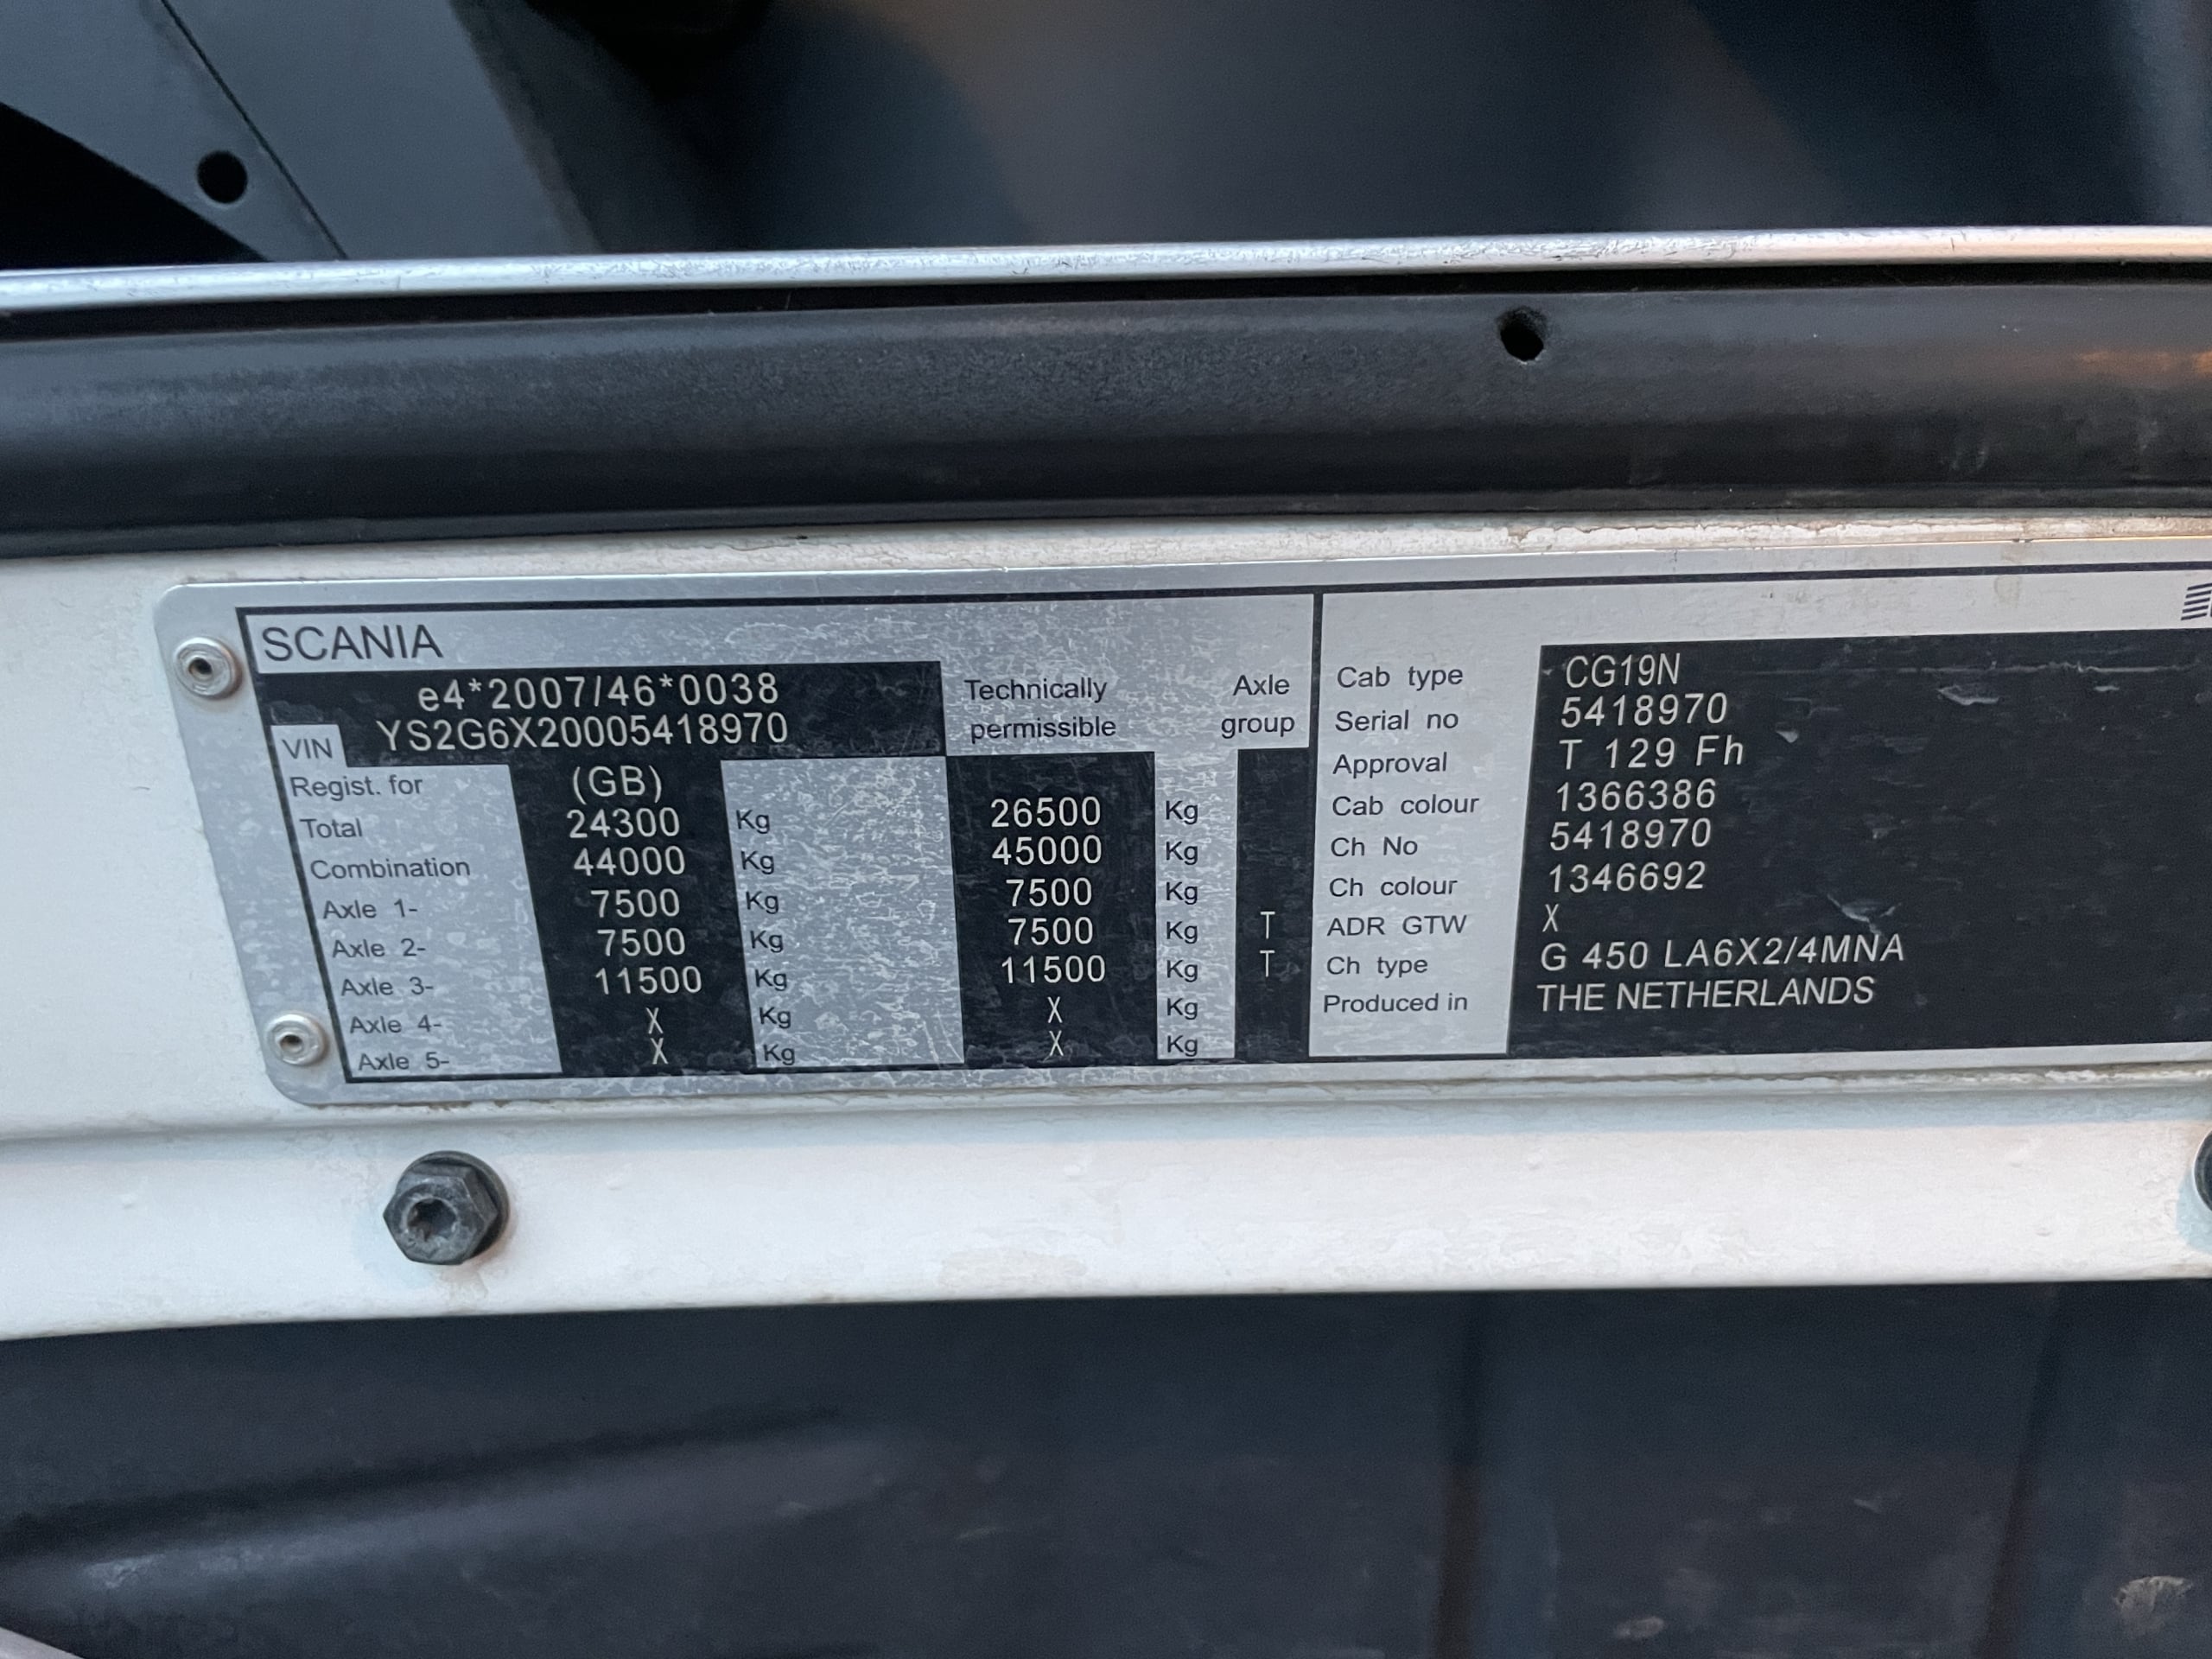 SCANIA
e4*2007/46*0038
VIN YS2G6X20005418970
Technically permissible
Axle group
Regist. for (GB)
Total 24300 Kg 26500 Kg
Combination 44000 Kg 45000 Kg
Axle 1- 7500 Kg 7500 Kg
Axle 2- 7500 Kg 7500 Kg T
Axle 3- 11500 Kg 11500 Kg T
Axle 4- X Kg X Kg
Axle 5- X Kg X Kg
Cab type CG19N
Serial no 5418970
Approval T 129 Fh
Cab colour 1366386
Ch No 5418970
Ch colour 1346692
ADR GTW X
Ch type G 450 LA6X2/4MNA
Produced in THE NETHERLANDS